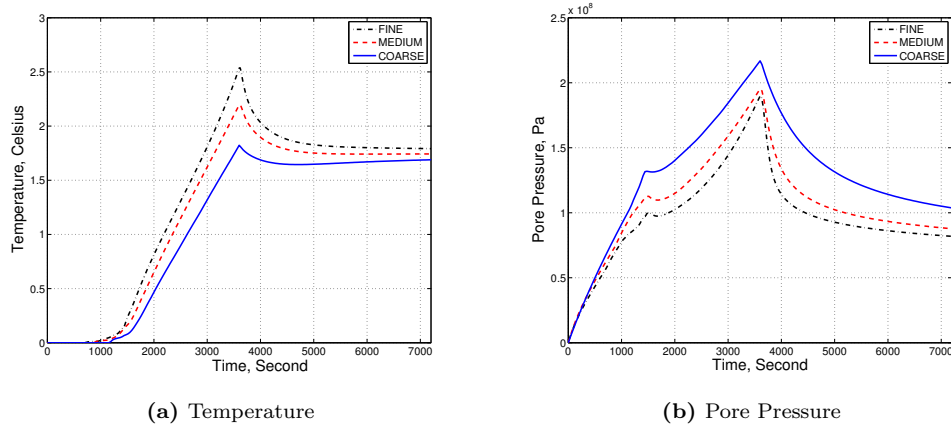 3
2.5
2
1.5
1
0.5
0
0 1000 2000 3000 4000 5000 6000 7000
Temperature, Celsius
Time, Second
FINE
MEDIUM
COARSE
(a) Temperature
2.5 x 10^8
2
1.5
1
0.5
0
0 1000 2000 3000 4000 5000 6000 7000
Pore Pressure, Pa
Time, Second
FINE
MEDIUM
COARSE
(b) Pore Pressure